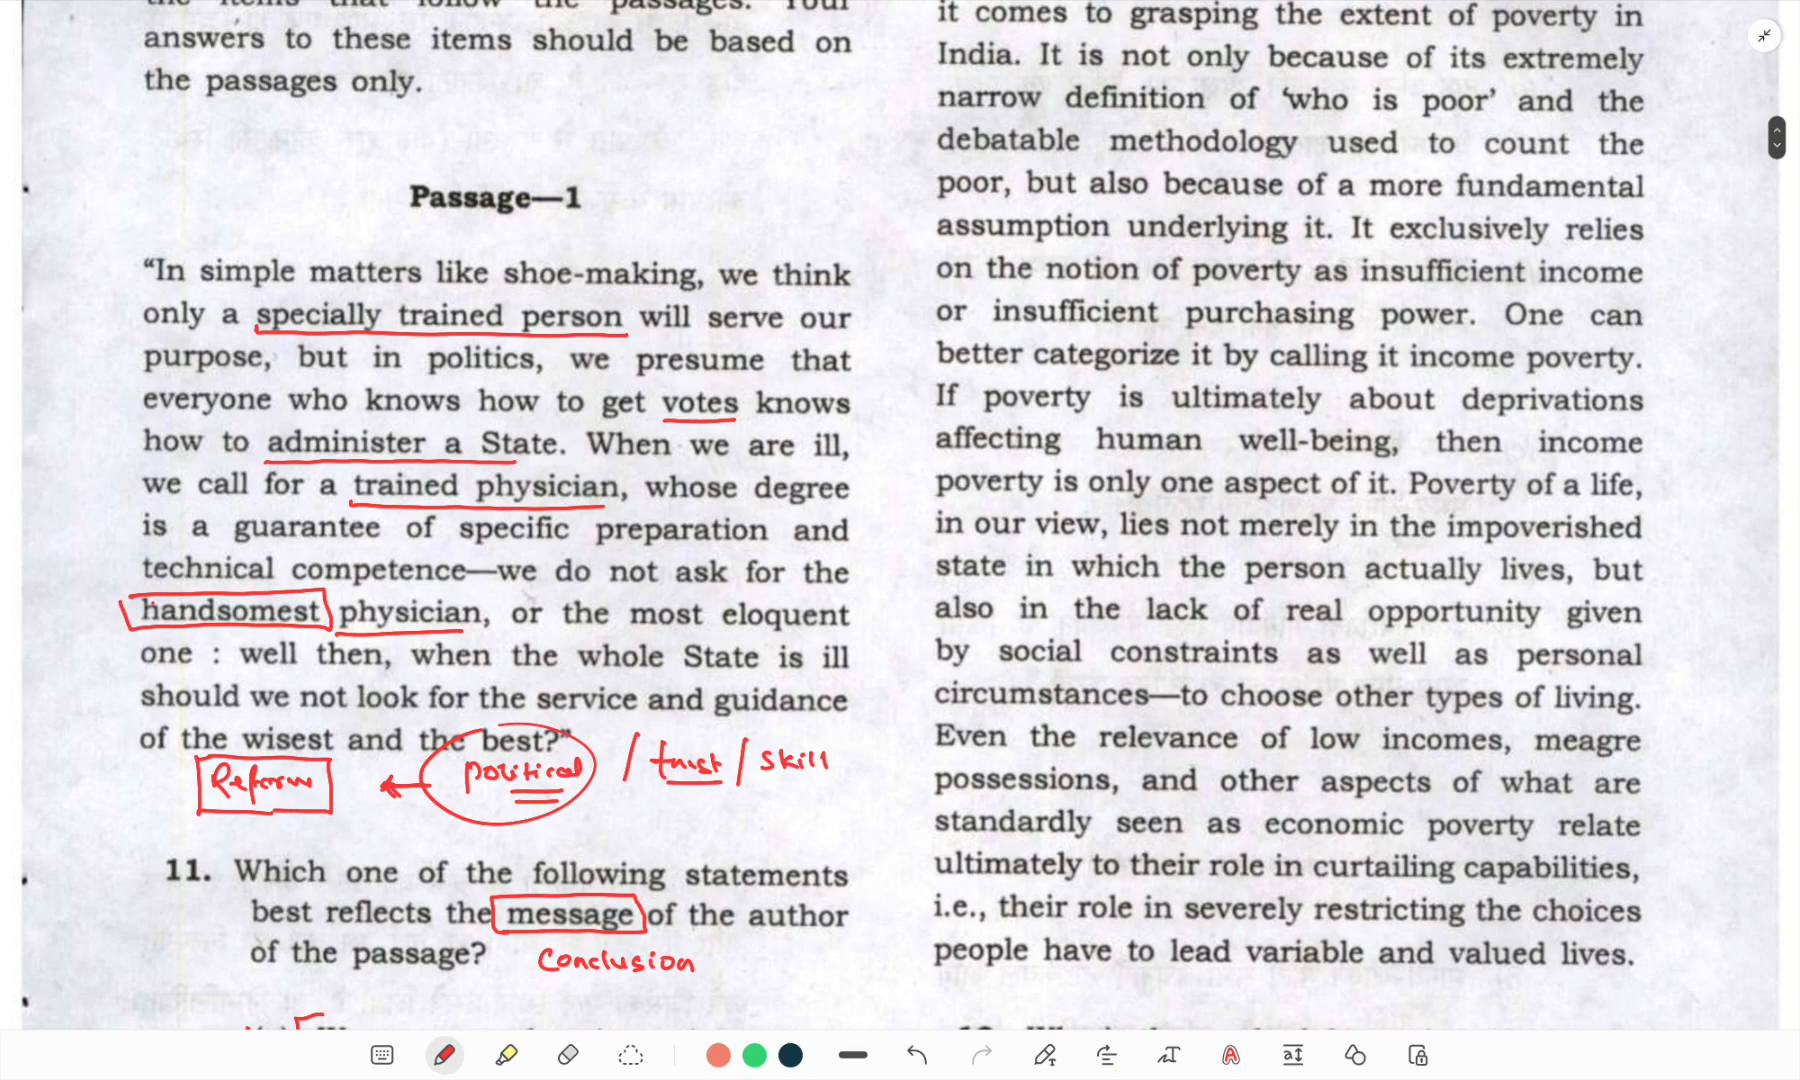 answers to these items should be based on
the passages only.
Passage—1
“In simple matters like shoe-making, we think
only a specially trained person will serve our
purpose, but in politics, we presume that
everyone who knows how to get votes knows
how to administer a State. When we are ill,
we call for a trained physician, whose degree
is a guarantee of specific preparation and
technical competence—we do not ask for the
handsomest physician, or the most eloquent
one : well then, when the whole State is ill
should we not look for the service and guidance
of the wisest and the best?”
Reform
political / trust / skill
11. Which one of the following statements
best reflects the message of the author
of the passage?
Conclusion
it comes to grasping the extent of poverty in
India. It is not only because of its extremely
narrow definition of ‘who is poor’ and the
debatable methodology used to count the
poor, but also because of a more fundamental
assumption underlying it. It exclusively relies
on the notion of poverty as insufficient income
or insufficient purchasing power. One can
better categorize it by calling it income poverty.
If poverty is ultimately about deprivations
affecting human well-being, then income
poverty is only one aspect of it. Poverty of a life,
in our view, lies not merely in the impoverished
state in which the person actually lives, but
also in the lack of real opportunity given
by social constraints as well as personal
circumstances—to choose other types of living.
Even the relevance of low incomes, meagre
possessions, and other aspects of what are
standardly seen as economic poverty relate
ultimately to their role in curtailing capabilities,
i.e., their role in severely restricting the choices
people have to lead variable and valued lives.